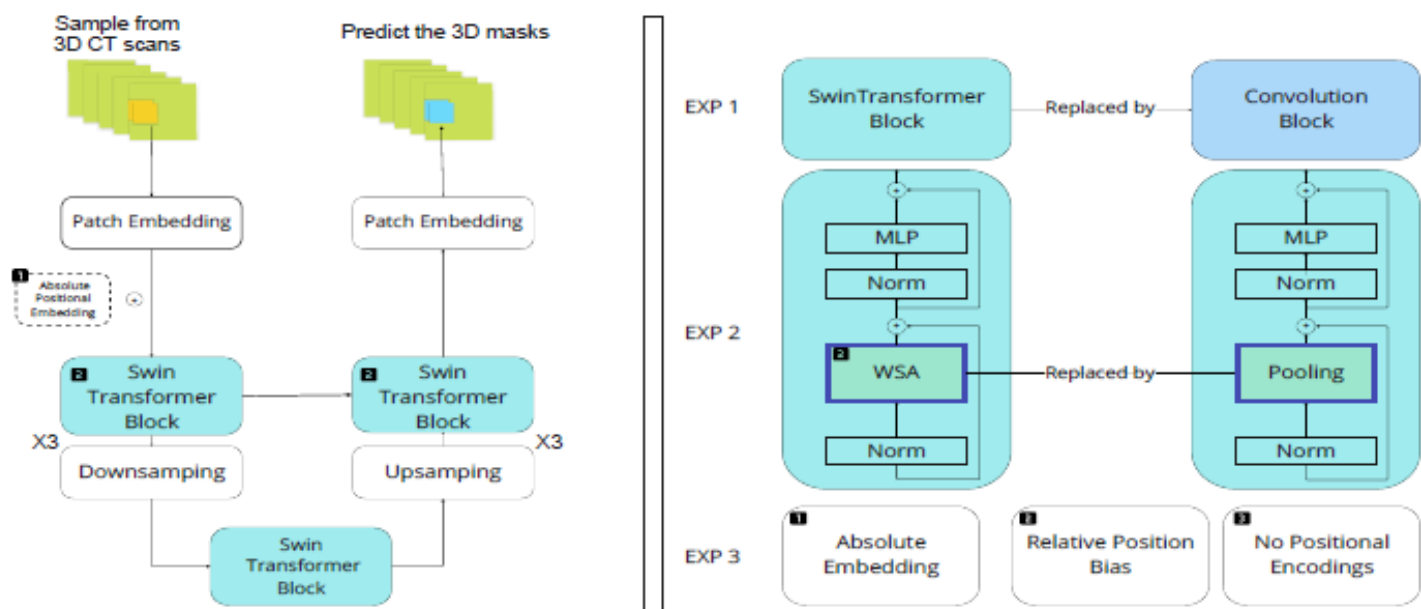 Sample from
3D CT scans
Predict the 3D masks
Patch Embedding
Patch Embedding
1
Absolute
Positional
Embedding
+
2
Swin
Transformer
Block
2
Swin
Transformer
Block
X3
X3
Downsamping
Upsamping
Swin
Transformer
Block
EXP 1
SwinTransformer
Block
Replaced by
Convolution
Block
EXP 2
+
MLP
Norm
+
2
WSA
Norm
Replaced by
+
MLP
Norm
+
Pooling
Norm
EXP 3
1
Absolute
Embedding
2
Relative Position
Bias
3
No Positional
Encodings